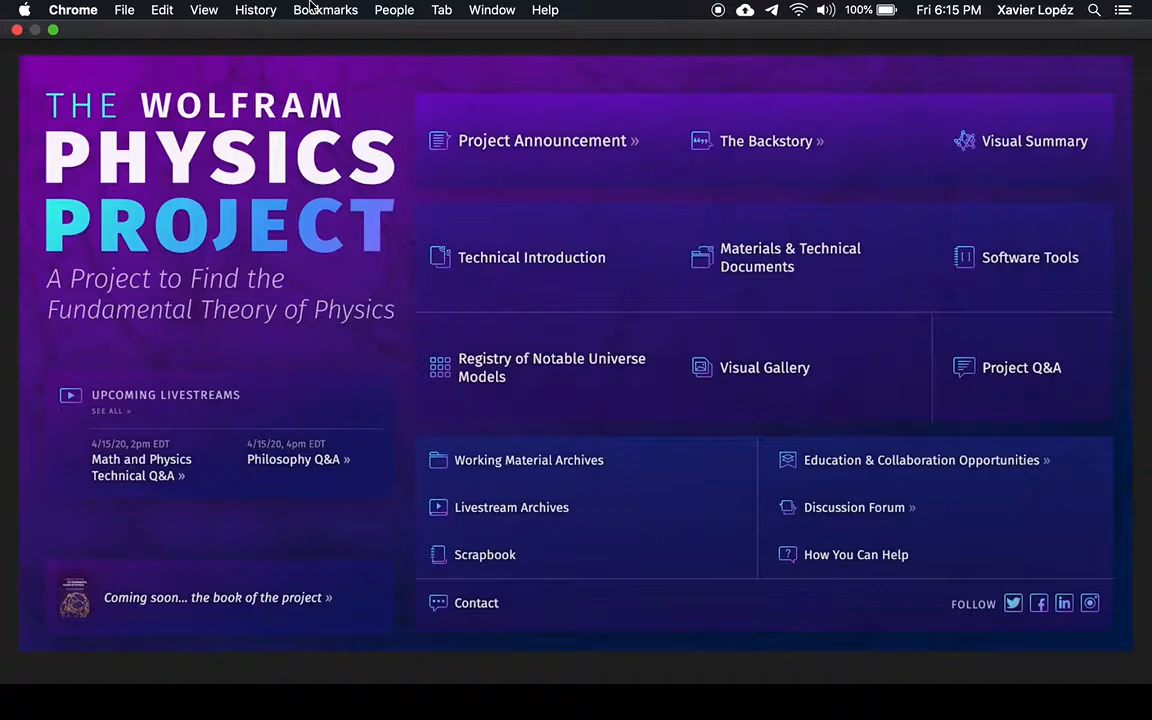 Chrome File Edit View History Bookmarks People Tab Window Help 100% Fri 6:15 PM Xavier Lopéz
THE WOLFRAM
PHYSICS
PROJECT
A Project to Find the
Fundamental Theory of Physics
UPCOMING LIVESTREAMS
SEE ALL »
4/15/20, 2pm EDT
Math and Physics
Technical Q&A »
4/15/20, 4pm EDT
Philosophy Q&A »
Coming soon... the book of the project »
Project Announcement »
The Backstory »
Visual Summary
Technical Introduction
Materials & Technical
Documents
Software Tools
Registry of Notable Universe
Models
Visual Gallery
Project Q&A
Working Material Archives
Livestream Archives
Scrapbook
Education & Collaboration Opportunities »
Discussion Forum »
How You Can Help
Contact
FOLLOW